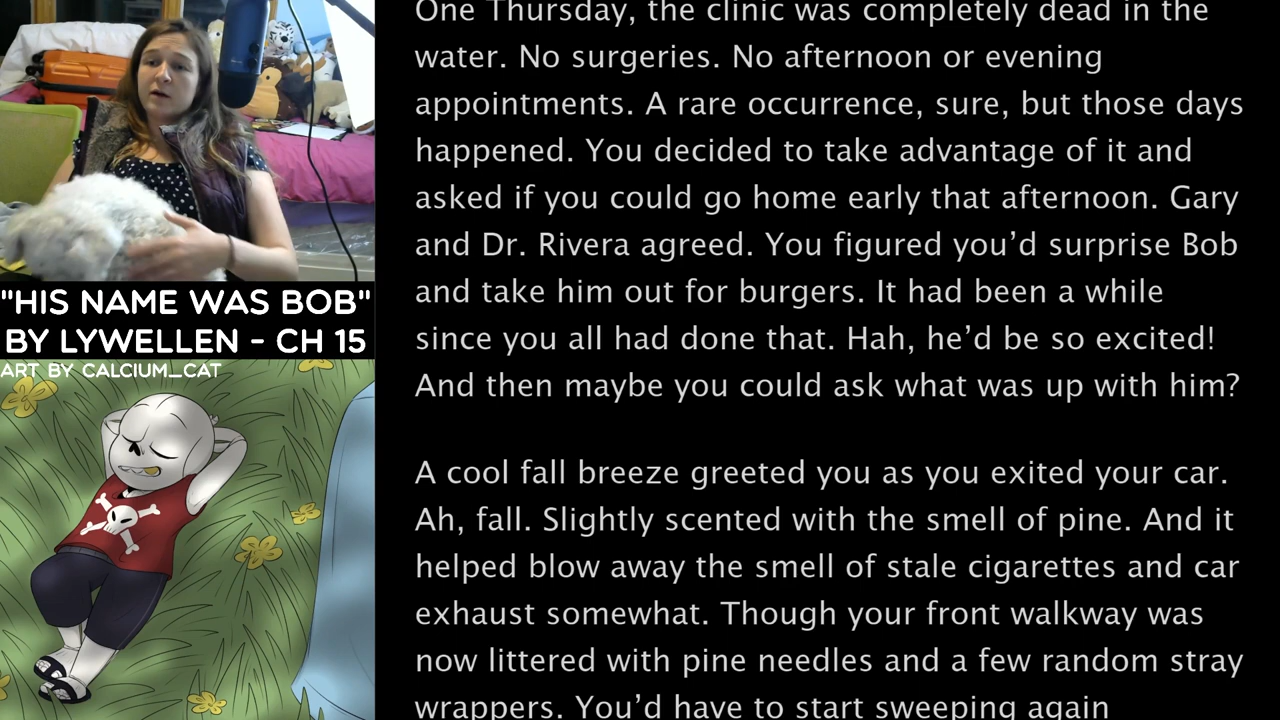 "HIS NAME WAS BOB"
BY LYWELLEN - CH 15
ART BY CALCIUM_CAT
One Thursday, the clinic was completely dead in the
water. No surgeries. No afternoon or evening
appointments. A rare occurrence, sure, but those days
happened. You decided to take advantage of it and
asked if you could go home early that afternoon. Gary
and Dr. Rivera agreed. You figured you’d surprise Bob
and take him out for burgers. It had been a while
since you all had done that. Hah, he’d be so excited!
And then maybe you could ask what was up with him?
A cool fall breeze greeted you as you exited your car.
Ah, fall. Slightly scented with the smell of pine. And it
helped blow away the smell of stale cigarettes and car
exhaust somewhat. Though your front walkway was
now littered with pine needles and a few random stray
wrappers. You’d have to start sweeping again